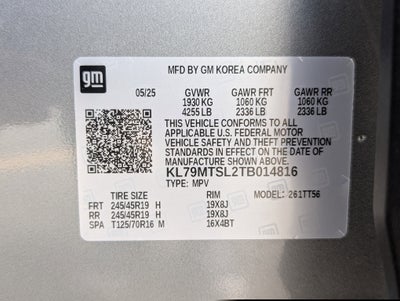 gm
MFD BY GM KOREA COMPANY
05/25 GVWR GAWR FRT GAWR RR
1930 KG 1060 KG 1060 KG
4255 LB 2336 LB 2336 LB
THIS VEHICLE CONFORMS TO ALL
APPLICABLE U.S. FEDERAL MOTOR
VEHICLE SAFETY AND THEFT PREVENTION
STANDARDS IN EFFECT ON THE DATE OF
MANUFACTURE SHOWN ABOVE.
KL79MTSL2TB014816
TYPE: MPV MODEL: 261TT56
TIRE SIZE RIM
FRT 245/45R19 H 19X8J
RR 245/45R19 H 19X8J
SPA T125/70R16 M 16X4BT